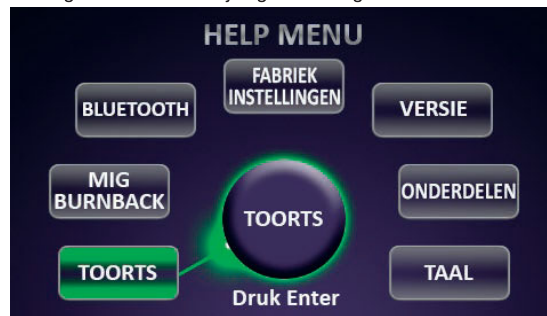 HELP MENU
FABRIEK
INSTELLINGEN
BLUETOOTH
VERSIE
MIG
BURNBACK
ONDERDELEN
TOORTS
TOORTS
TAAL
Druk Enter